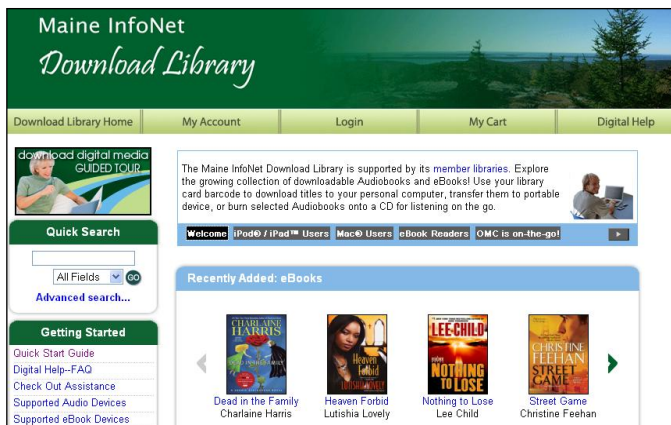 Maine InfoNet
Download Library
Download Library Home
My Account
Login
My Cart
Digital Help
download digital media
GUIDED TOUR
The Maine InfoNet Download Library is supported by its member libraries. Explore
the growing collection of downloadable Audiobooks and eBooks! Use your library
card barcode to download titles to your personal computer, transfer them to portable
device, or burn selected Audiobooks onto a CD for listening on the go.
Welcome
iPod® / iPad™ Users
Mac® Users
eBook Readers
OMC is on-the-go!
Quick Search
All Fields
GO
Advanced search...
Getting Started
Quick Start Guide
Digital Help--FAQ
Check Out Assistance
Supported Audio Devices
Supported eBook Devices
Recently Added: eBooks
CHARLAINE
HARRIS
Dead in the Family
Charlaine Harris
Heaven
Forbid
LUTISHIA LOVELY
Heaven Forbid
Lutishia Lovely
LEE CHILD
NOTHING
TO LOSE
Nothing to Lose
Lee Child
CHRISTINE
FEEHAN
STREET
GAME
Street Game
Christine Feehan